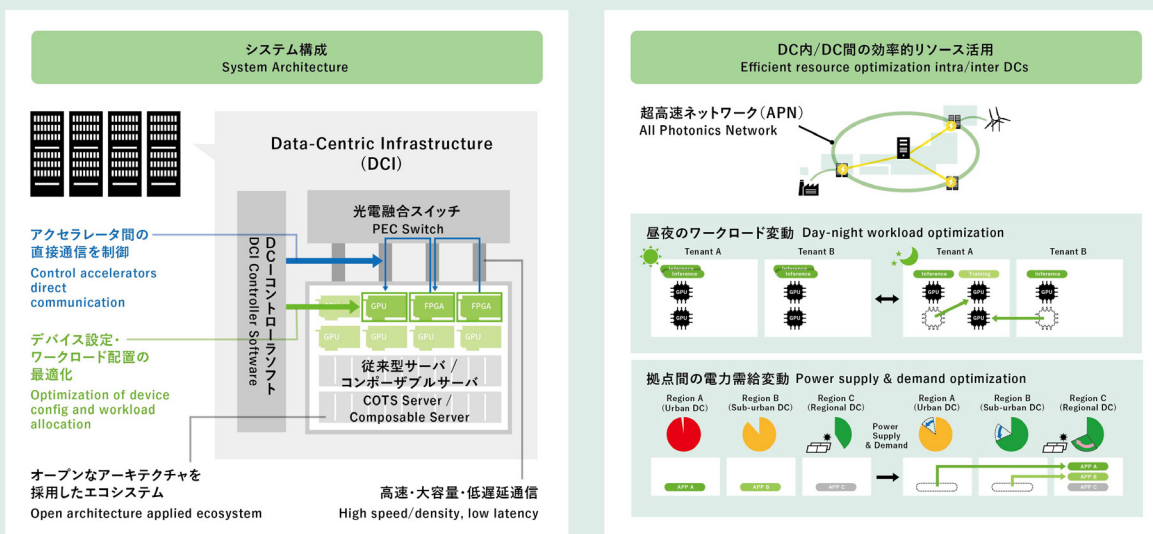 システム構成
System Architecture
Data-Centric Infrastructure
(DCI)
光電融合スイッチ
PEC Switch
アクセラレータ間の
直接通信を制御
Control accelerators
direct
communication
デバイス設定・
ワークロード配置の
最適化
Optimization of device
config and workload
allocation
DCIコントローラソフト
DCI Controller Software
GPU
FPGA
FPGA
GPU
GPU
GPU
GPU
従来型サーバ /
コンポーザブルサーバ
COTS Server /
Composable Server
オープンなアーキテクチャを
採用したエコシステム
Open architecture applied ecosystem
高速・大容量・低遅延通信
High speed/density, low latency
DC内/DC間の効率的リソース活用
Efficient resource optimization intra/inter DCs
超高速ネットワーク(APN)
All Photonics Network
昼夜のワークロード変動 Day-night workload optimization
Tenant A
Tenant B
Tenant A
Tenant B
Inference
Inference
Inference
Inference
Inference
Training
Inference
GPU
GPU
GPU
GPU
GPU
GPU
GPU
GPU
拠点間の電力需給変動 Power supply & demand optimization
Region A
(Urban DC)
Region B
(Sub-urban DC)
Region C
(Regional DC)
Power
Supply
& Demand
Region A
(Urban DC)
Region B
(Sub-urban DC)
Region C
(Regional DC)
APP A
APP B
APP C
APP A
APP B
APP C